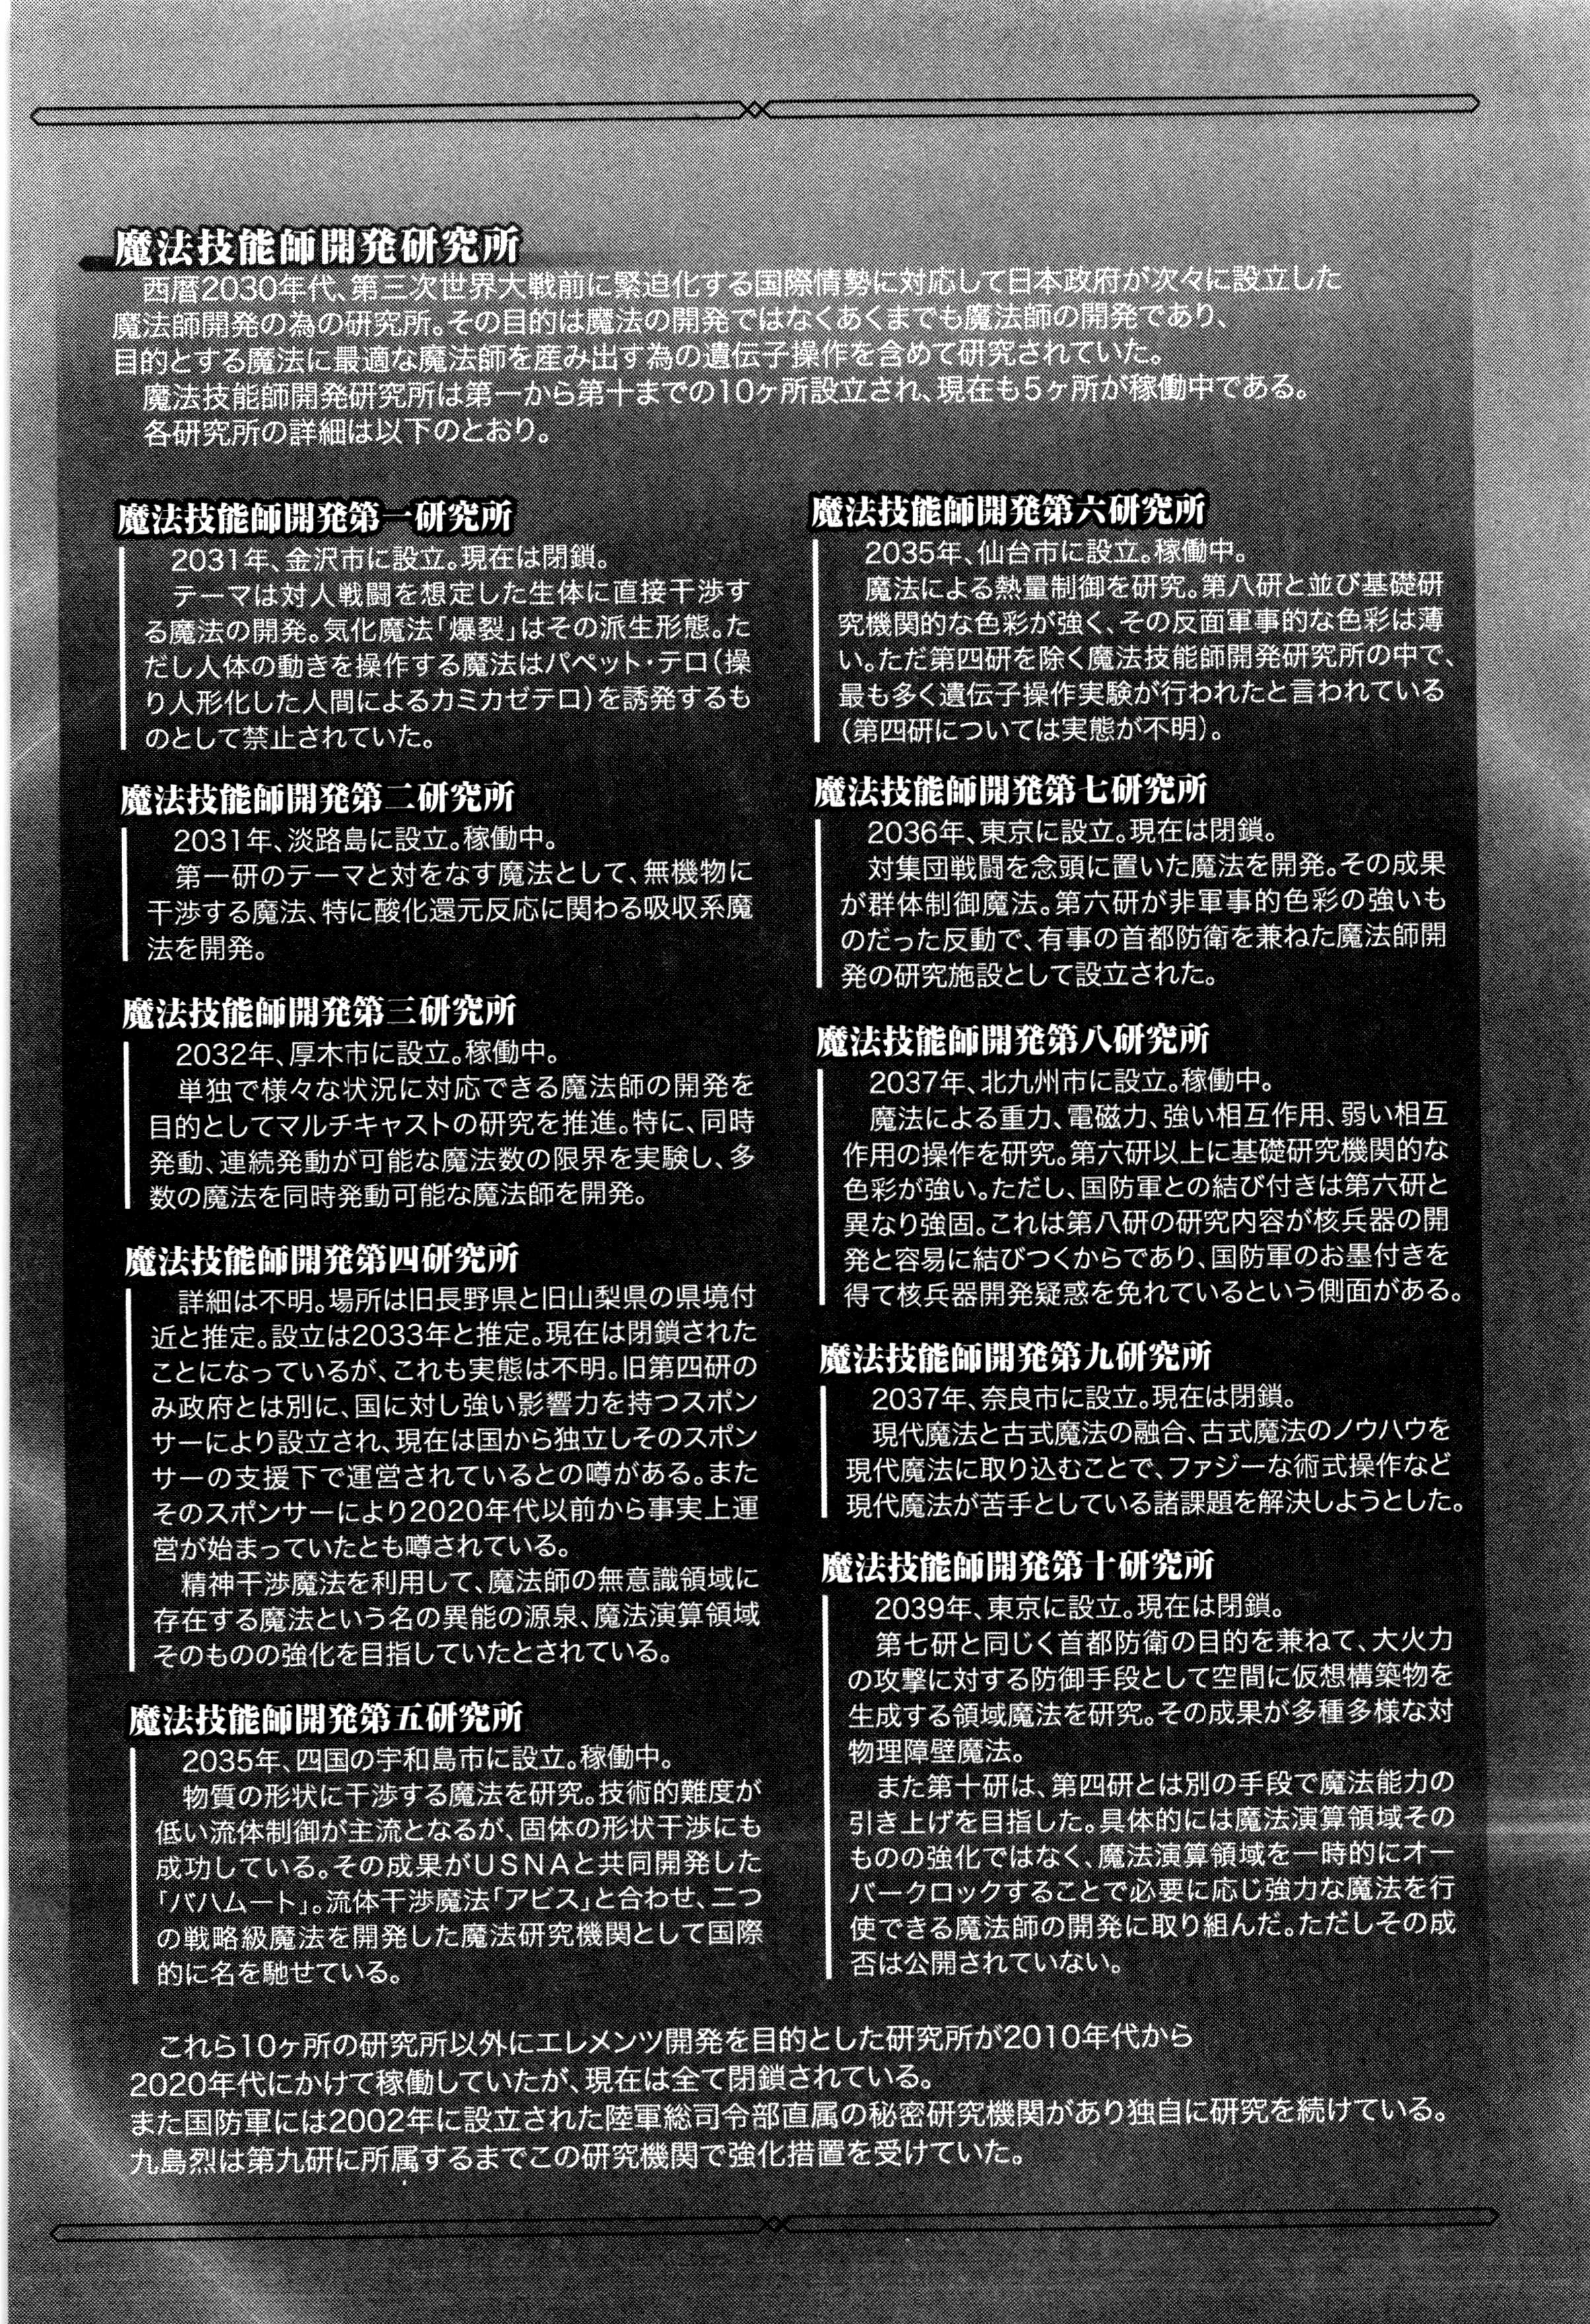 魔法技能師開発研究所
西暦2030年代、第三次世界大戦前に緊迫化する国際情勢に対応して日本政府が次々に設立した
魔法師開発の為の研究所。その目的は魔法の開発ではなくあくまでも魔法師の開発であり、
目的とする魔法に最適な魔法師を産み出す為の遺伝子操作を含めて研究されていた。
魔法技能師開発研究所は第一から第十までの10ヶ所設立され、現在も5ヶ所が稼働中である。
各研究所の詳細は以下のとおり。
魔法技能師開発第一研究所
2031年、金沢市に設立。現在は閉鎖。
テーマは対人戦闘を想定した生体に直接干渉す
る魔法の開発。気化魔法「爆裂」はその派生形態。た
だし人体の動きを操作する魔法はパペット・テロ(操
り人形化した人間によるカミカゼテロ)を誘発するも
のとして禁止されていた。
魔法技能師開発第二研究所
2031年、淡路島に設立。稼働中。
第一研のテーマと対をなす魔法として、無機物に
干渉する魔法、特に酸化還元反応に関わる吸収系魔
法を開発。
魔法技能師開発第三研究所
2032年、厚木市に設立。稼働中。
単独で様々な状況に対応できる魔法師の開発を
目的としてマルチキャストの研究を推進。特に、同時
発動、連続発動が可能な魔法数の限界を実験し、多
数の魔法を同時発動可能な魔法師を開発。
魔法技能師開発第四研究所
詳細は不明。場所は旧長野県と旧山梨県の県境付
近と推定。設立は2033年と推定。現在は閉鎖された
ことになっているが、これも実態は不明。旧第四研の
み政府とは別に、国に対し強い影響力を持つスポン
サーにより設立され、現在は国から独立しそのスポン
サーの支援下で運営されているとの噂がある。また
そのスポンサーにより2020年代以前から事実上運
営が始まっていたとも噂されている。
精神干渉魔法を利用して、魔法師の無意識領域に
存在する魔法という名の異能の源泉、魔法演算領域
そのものの強化を目指していたとされている。
魔法技能師開発第五研究所
2035年、四国の宇和島市に設立。稼働中。
物質の形状に干渉する魔法を研究。技術的難度が
低い流体制御が主流となるが、固体の形状干渉にも
成功している。その成果がUSNAと共同開発した
「バハムート」。流体干渉魔法「アビス」と合わせ、二つ
の戦略級魔法を開発した魔法研究機関として国際
的に名を馳せている。
魔法技能師開発第六研究所
2035年、仙台市に設立。稼働中。
魔法による熱量制御を研究。第八研と並び基礎研
究機関的な色彩が強く、その反面軍事的な色彩は薄
い。ただ第四研を除く魔法技能師開発研究所の中で、
最も多く遺伝子操作実験が行われたと言われている
(第四研については実態が不明)。
魔法技能師開発第七研究所
2036年、東京に設立。現在は閉鎖。
対集団戦闘を念頭に置いた魔法を開発。その成果
が群体制御魔法。第六研が非軍事的色彩の強いも
のだった反動で、有事の首都防衛を兼ねた魔法師開
発の研究施設として設立された。
魔法技能師開発第八研究所
2037年、北九州市に設立。稼働中。
魔法による重力、電磁力、強い相互作用、弱い相互
作用の操作を研究。第六研以上に基礎研究機関的な
色彩が強い。ただし、国防軍との結び付きは第六研と
異なり強固。これは第八研の研究内容が核兵器の開
発と容易に結びつくからであり、国防軍のお墨付きを
得て核兵器開発疑惑を免れているという側面がある。
魔法技能師開発第九研究所
2037年、奈良市に設立。現在は閉鎖。
現代魔法と古式魔法の融合、古式魔法のノウハウを
現代魔法に取り込むことで、ファジーな術式操作など
現代魔法が苦手としている諸課題を解決しようとした。
魔法技能師開発第十研究所
2039年、東京に設立。現在は閉鎖。
第七研と同じく首都防衛の目的を兼ねて、大火力
の攻撃に対する防御手段として空間に仮想構築物を
生成する領域魔法を研究。その成果が多種多様な対
物理障壁魔法。
また第十研は、第四研とは別の手段で魔法能力の
引き上げを目指した。具体的には魔法演算領域その
ものの強化ではなく、魔法演算領域を一時的にオー
バークロックすることで必要に応じ強力な魔法を行
使できる魔法師の開発に取り組んだ。ただしその成
否は公開されていない。
これら10ヶ所の研究所以外にエレメンツ開発を目的とした研究所が2010年代から
2020年代にかけて稼働していたが、現在は全て閉鎖されている。
また国防軍には2002年に設立された陸軍総司令部直属の秘密研究機関があり独自に研究を続けている。
九島烈は第九研に所属するまでこの研究機関で強化措置を受けていた。